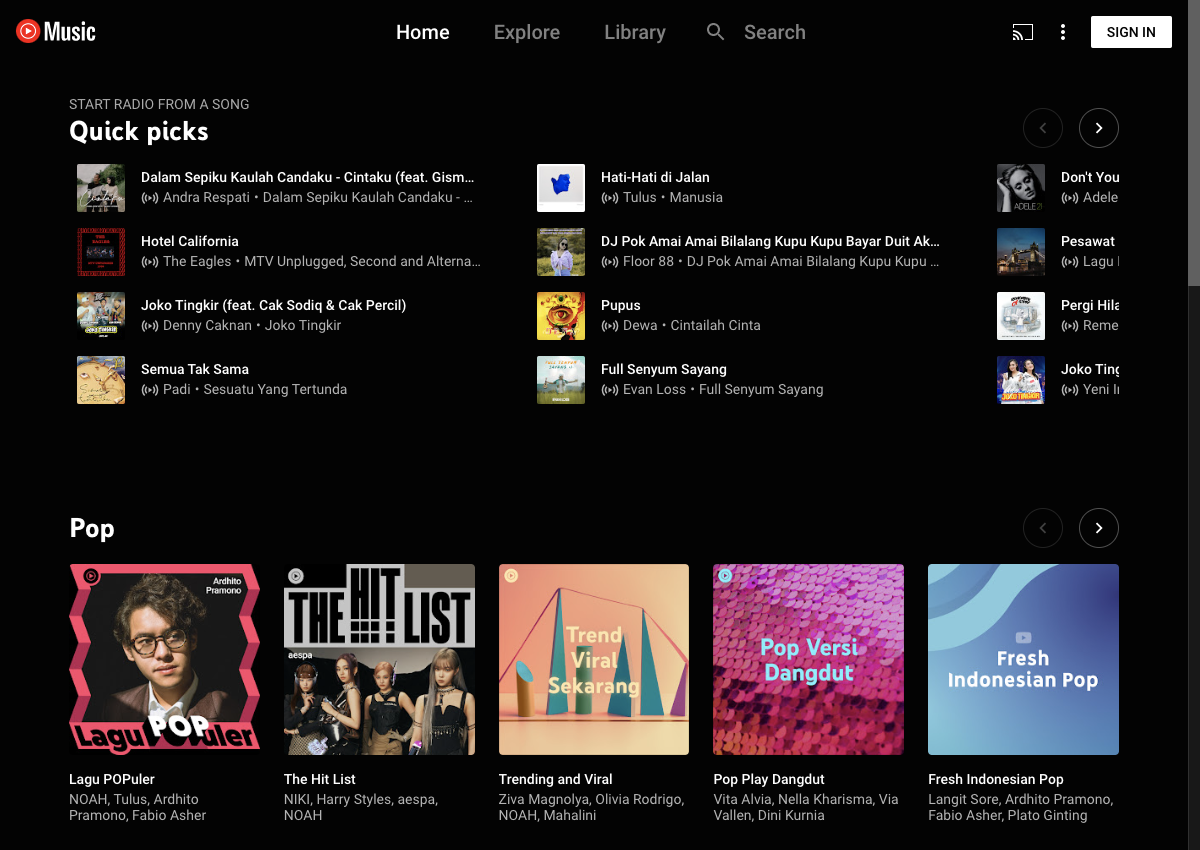 Music
Home
Explore
Library
Search
SIGN IN
START RADIO FROM A SONG
Quick picks
Dalam Sepiku Kaulah Candaku - Cintaku (feat. Gism...
Andra Respati • Dalam Sepiku Kaulah Candaku - ...
Hotel California
The Eagles • MTV Unplugged, Second and Alterna...
Joko Tingkir (feat. Cak Sodiq & Cak Percil)
Denny Caknan • Joko Tingkir
Semua Tak Sama
Padi • Sesuatu Yang Tertunda
Hati-Hati di Jalan
Tulus • Manusia
DJ Pok Amai Amai Bilalang Kupu Kupu Bayar Duit Ak...
Floor 88 • DJ Pok Amai Amai Bilalang Kupu Kupu ...
Pupus
Dewa • Cintailah Cinta
Full Senyum Sayang
Evan Loss • Full Senyum Sayang
ADELE 21
Don't You
Adele
Pesawat
Lagu
Pergi Hila
Reme
JOKO TINGKIR
Joko Ting
Yeni
Pop
Ardhito
Pramono
Lagu POPuler
THE HIT LIST
aespa
Trend
Viral
Sekarang
Pop Versi
Dangdut
Fresh
Indonesian Pop
Lagu POPuler
NOAH, Tulus, Ardhito
Pramono, Fabio Asher
The Hit List
NIKI, Harry Styles, aespa,
NOAH
Trending and Viral
Ziva Magnolya, Olivia Rodrigo,
NOAH, Mahalini
Pop Play Dangdut
Vita Alvia, Nella Kharisma, Via
Vallen, Dini Kurnia
Fresh Indonesian Pop
Langit Sore, Ardhito Pramono,
Fabio Asher, Plato Ginting